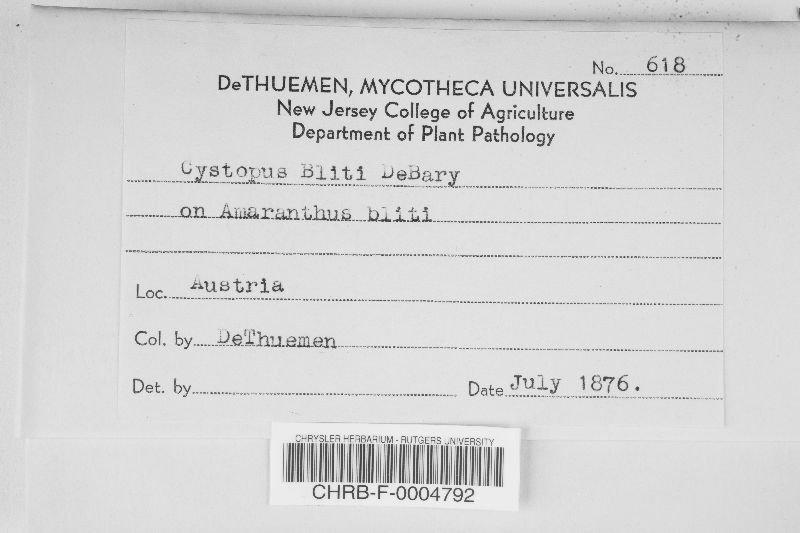 No. 618
DeTHUEMEN, MYCOTHECA UNIVERSALIS
New Jersey College of Agriculture
Department of Plant Pathology
Cystopus Bliti DeBary
on Amaranthus bliti
Loc. Austria
Col. by DeThuemen
Det. by Date July 1876.
CHRYSLER HERBARIUM - RUTGERS UNIVERSITY
CHRB-F-0004792